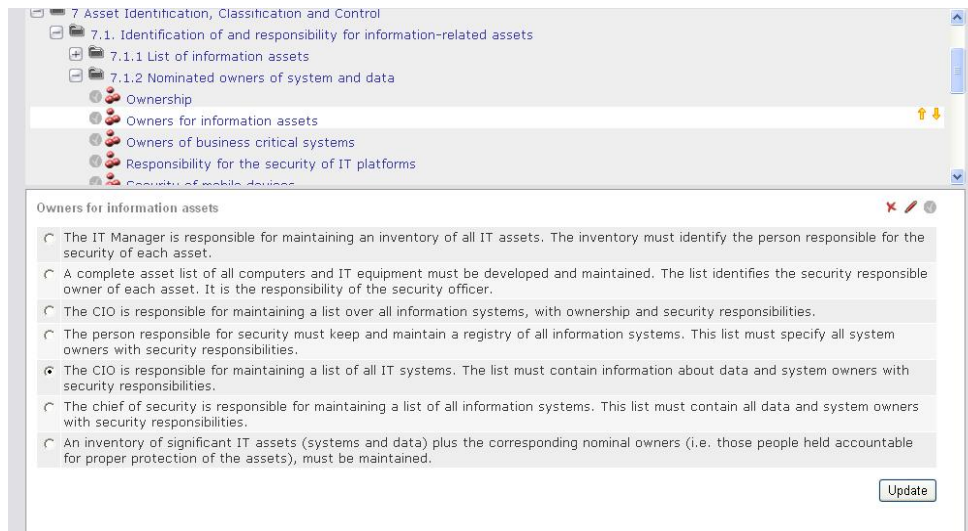 7 Asset Identification, Classification and Control
7.1. Identification of and responsibility for information-related assets
7.1.1 List of information assets
7.1.2 Nominated owners of system and data
Ownership
Owners for information assets
Owners of business critical systems
Responsibility for the security of IT platforms
Security of mobile devices
Owners for information assets
The IT Manager is responsible for maintaining an inventory of all IT assets. The inventory must identify the person responsible for the
security of each asset.
A complete asset list of all computers and IT equipment must be developed and maintained. The list identifies the security responsible
owner of each asset. It is the responsibility of the security officer.
The CIO is responsible for maintaining a list over all information systems, with ownership and security responsibilities.
The person responsible for security must keep and maintain a registry of all information systems. This list must specify all system
owners with security responsibilities.
The CIO is responsible for maintaining a list of all IT systems. The list must contain information about data and system owners with
security responsibilities.
The chief of security is responsible for maintaining a list of all information systems. This list must contain all data and system owners
with security responsibilities.
An inventory of significant IT assets (systems and data) plus the corresponding nominal owners (i.e. those people held accountable
for proper protection of the assets), must be maintained.
Update